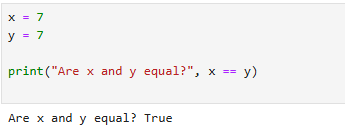 x = 7
y = 7
print("Are x and y equal?", x == y)
Are x and y equal? True